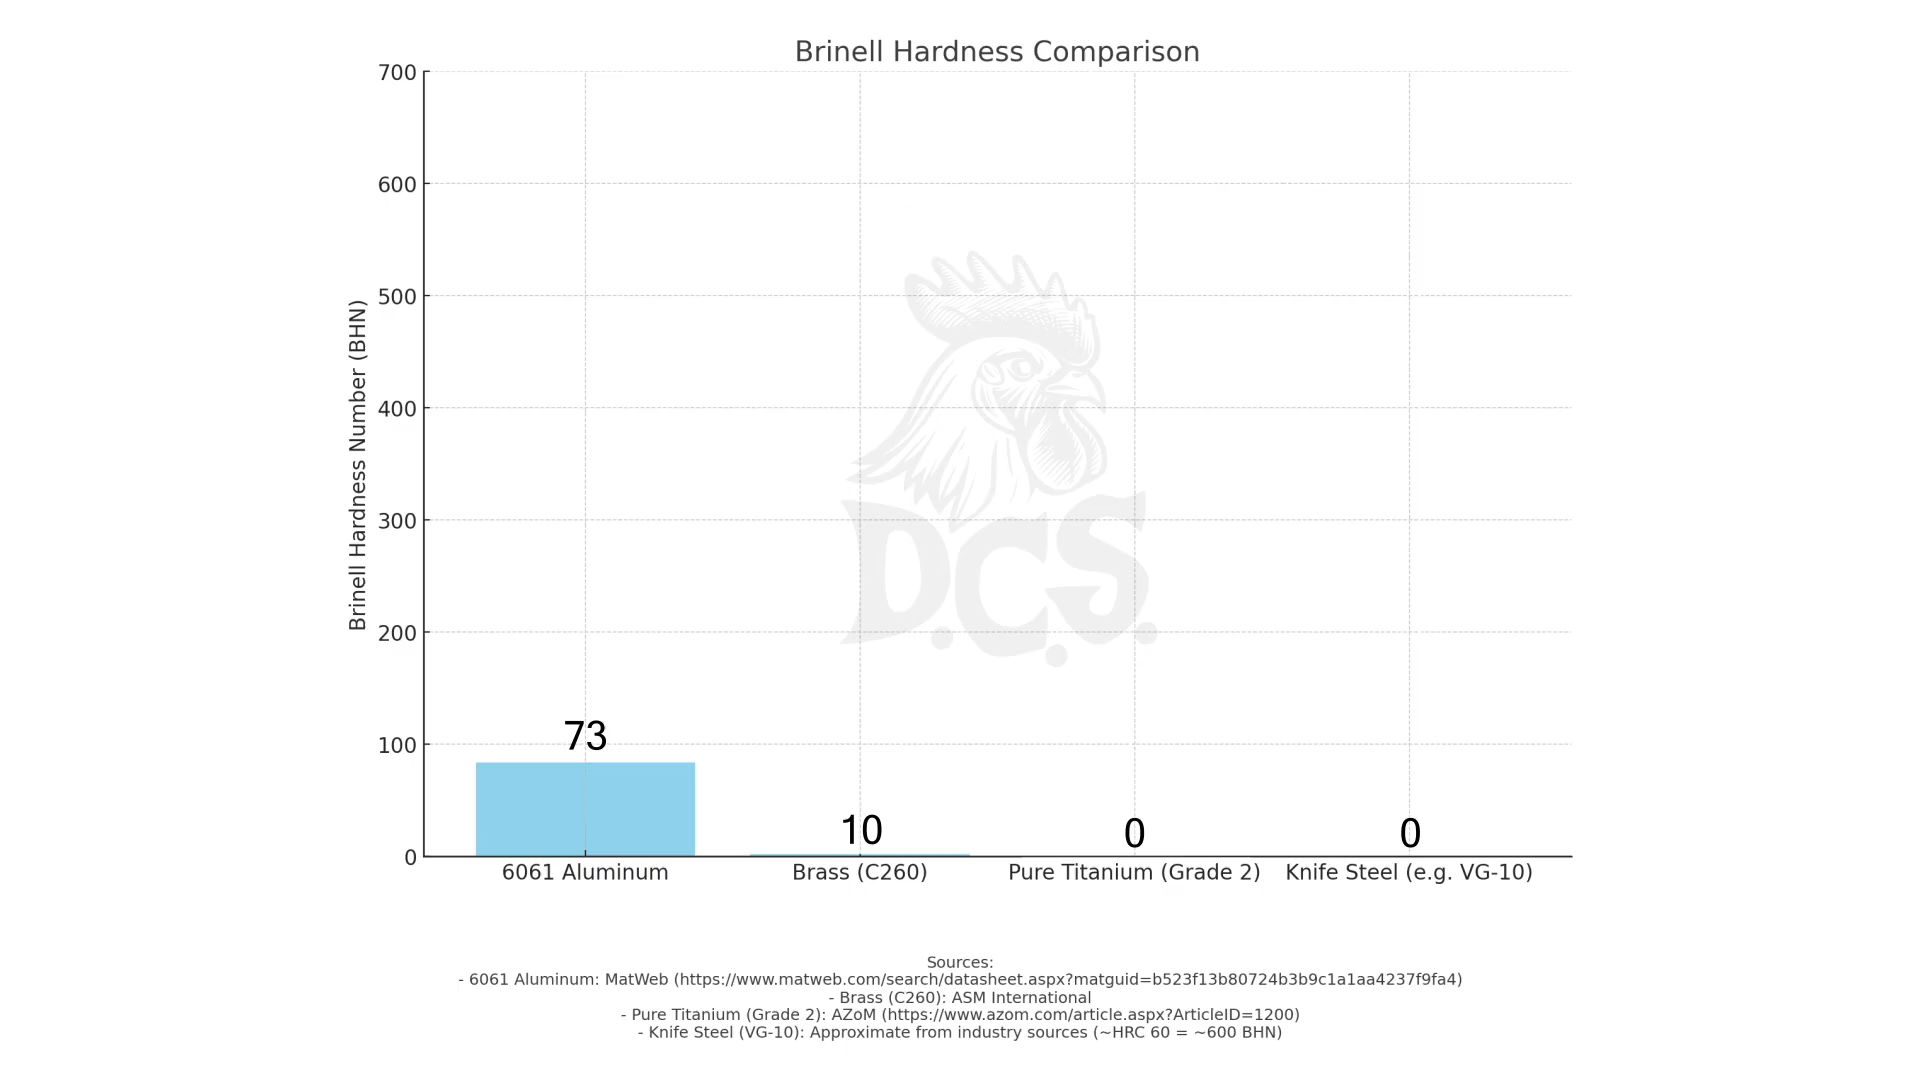 Brinell Hardness Comparison
Brinell Hardness Number (BHN)
700
600
500
400
300
200
100
0
73
10
0
0
6061 Aluminum
Brass (C260)
Pure Titanium (Grade 2)
Knife Steel (e.g. VG-10)
D.C.S.
Sources:
- 6061 Aluminum: MatWeb (https://www.matweb.com/search/datasheet.aspx?matguid=b523f13b80724b3b9c1a1aa4237f9fa4)
- Brass (C260): ASM International
- Pure Titanium (Grade 2): AZoM (https://www.azom.com/article.aspx?ArticleID=1200)
- Knife Steel (VG-10): Approximate from industry sources (~HRC 60 = ~600 BHN)